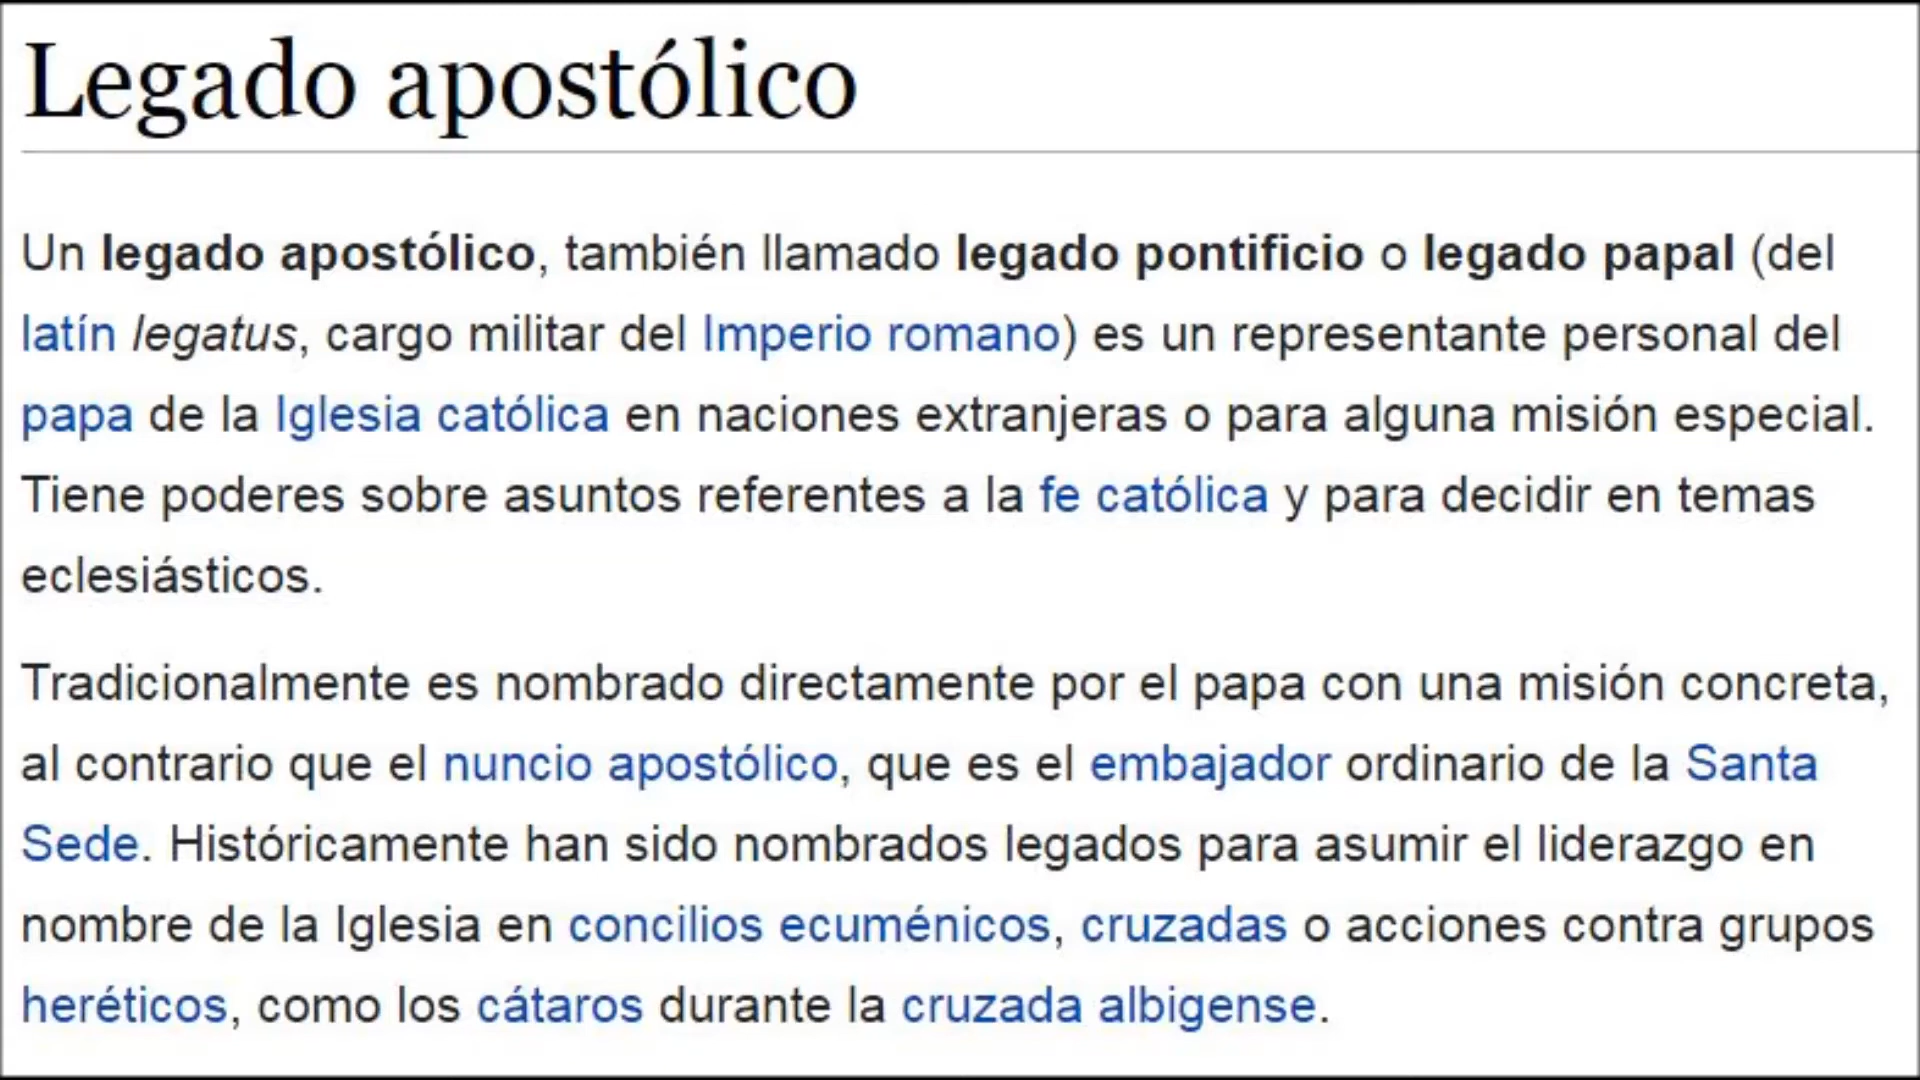 Legado apostólico
Un legado apostólico, también llamado legado pontificio o legado papal (del
latín legatus, cargo militar del Imperio romano) es un representante personal del
papa de la Iglesia católica en naciones extranjeras o para alguna misión especial.
Tiene poderes sobre asuntos referentes a la fe católica y para decidir en temas
eclesiásticos.
Tradicionalmente es nombrado directamente por el papa con una misión concreta,
al contrario que el nuncio apostólico, que es el embajador ordinario de la Santa
Sede. Históricamente han sido nombrados legados para asumir el liderazgo en
nombre de la Iglesia en concilios ecuménicos, cruzadas o acciones contra grupos
heréticos, como los cátaros durante la cruzada albigense.